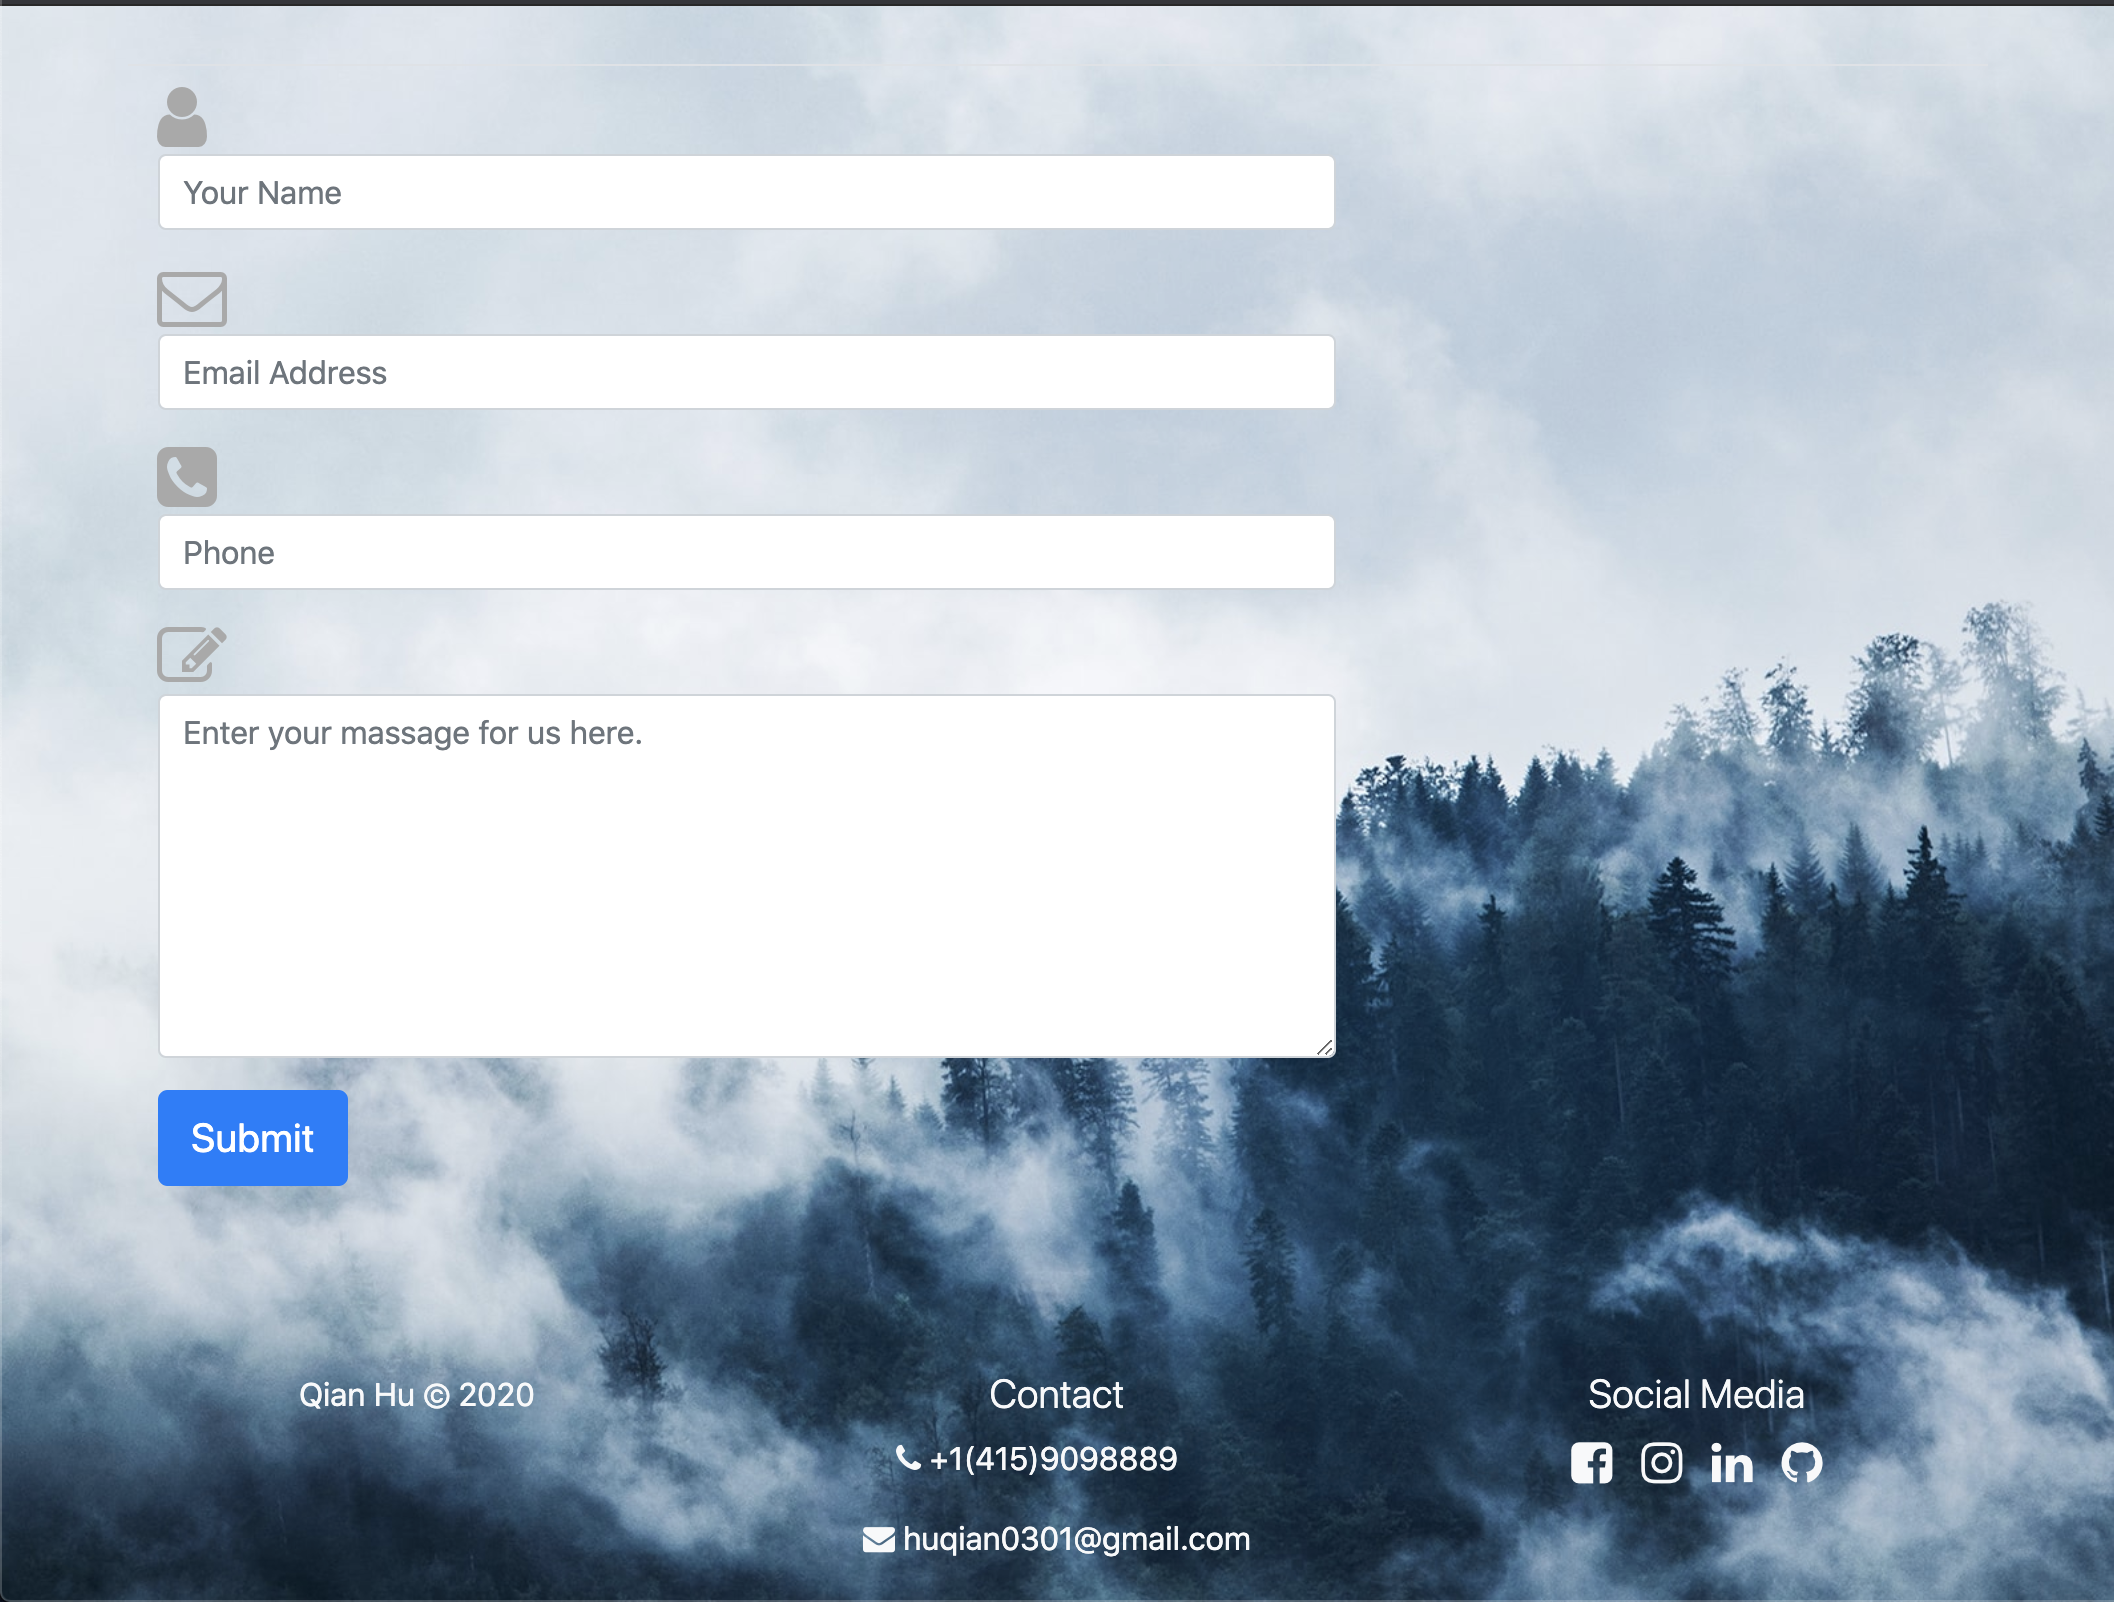 Your Name
Email Address
Phone
Enter your massage for us here.
Submit
Qian Hu © 2020
Contact
+1(415)9098889
huqian0301@gmail.com
Social Media